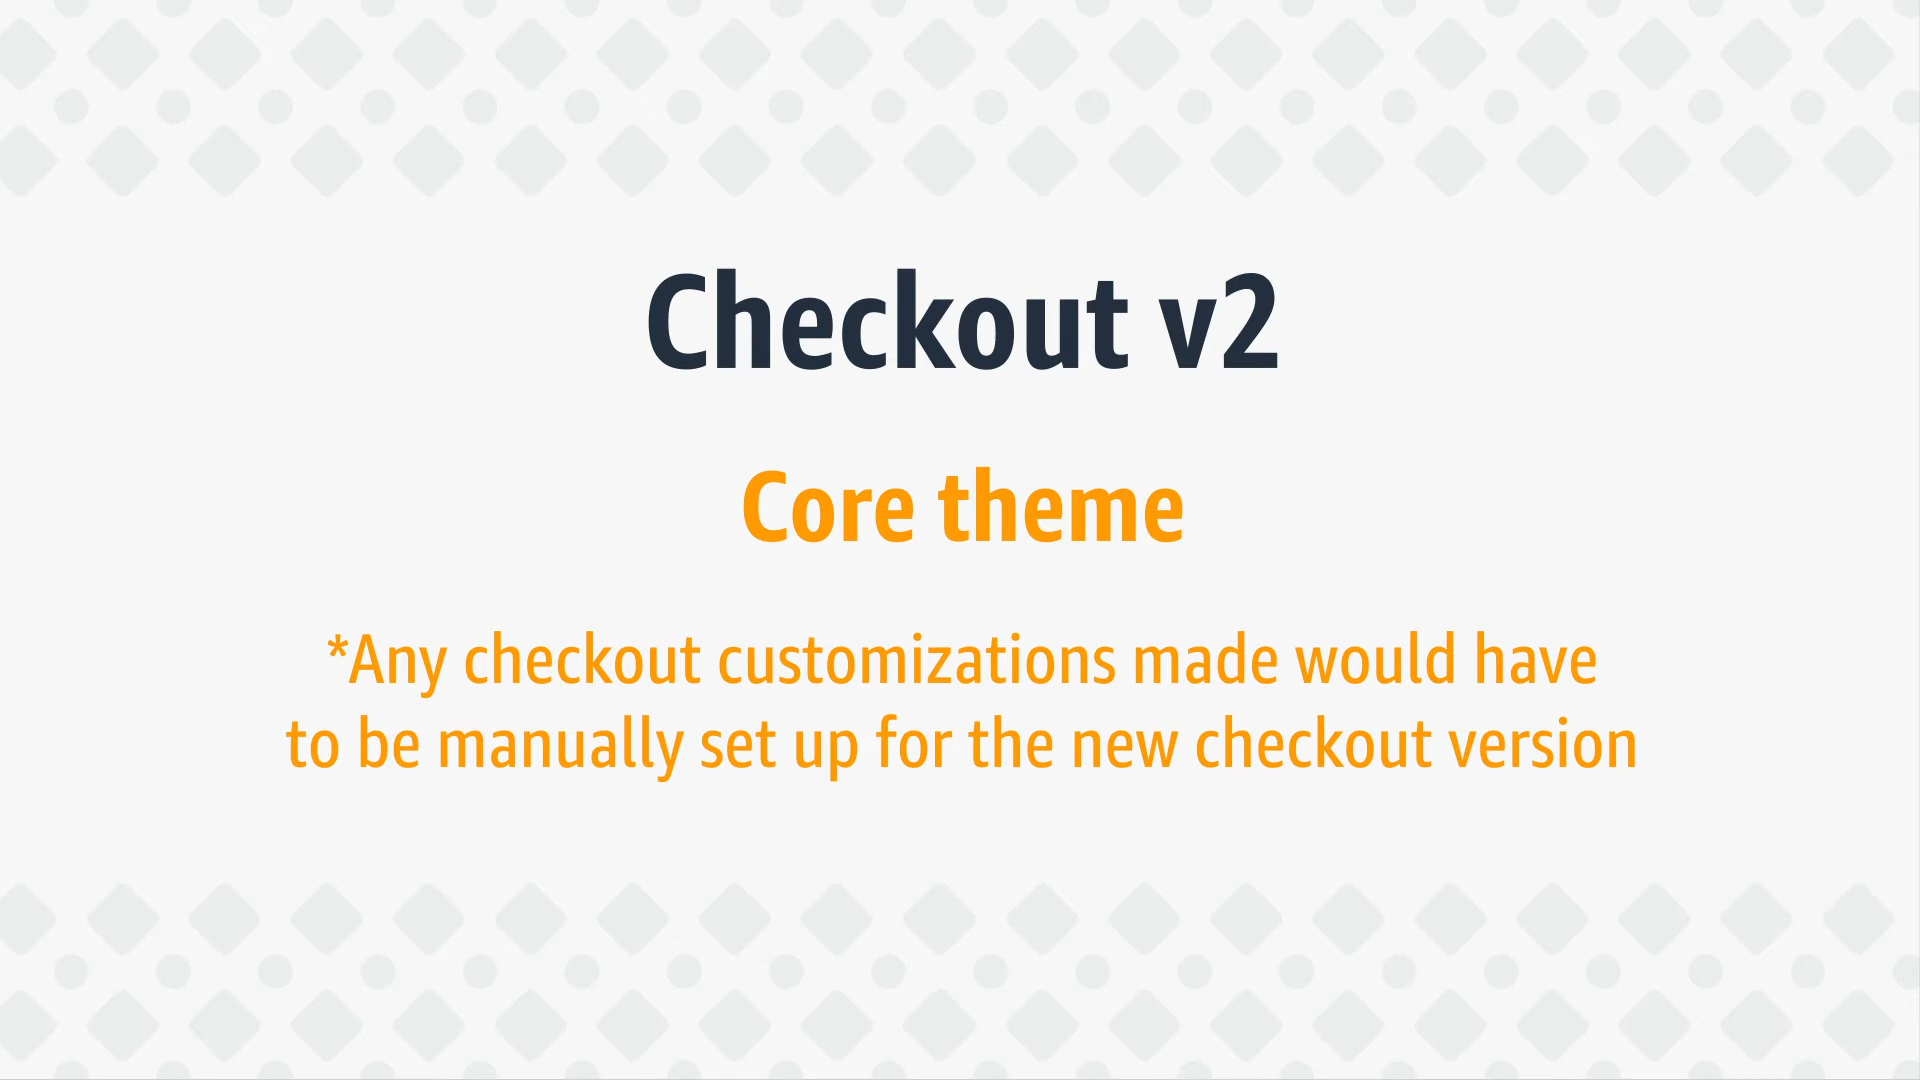 Checkout v2
Core theme
*Any checkout customizations made would have
to be manually set up for the new checkout version